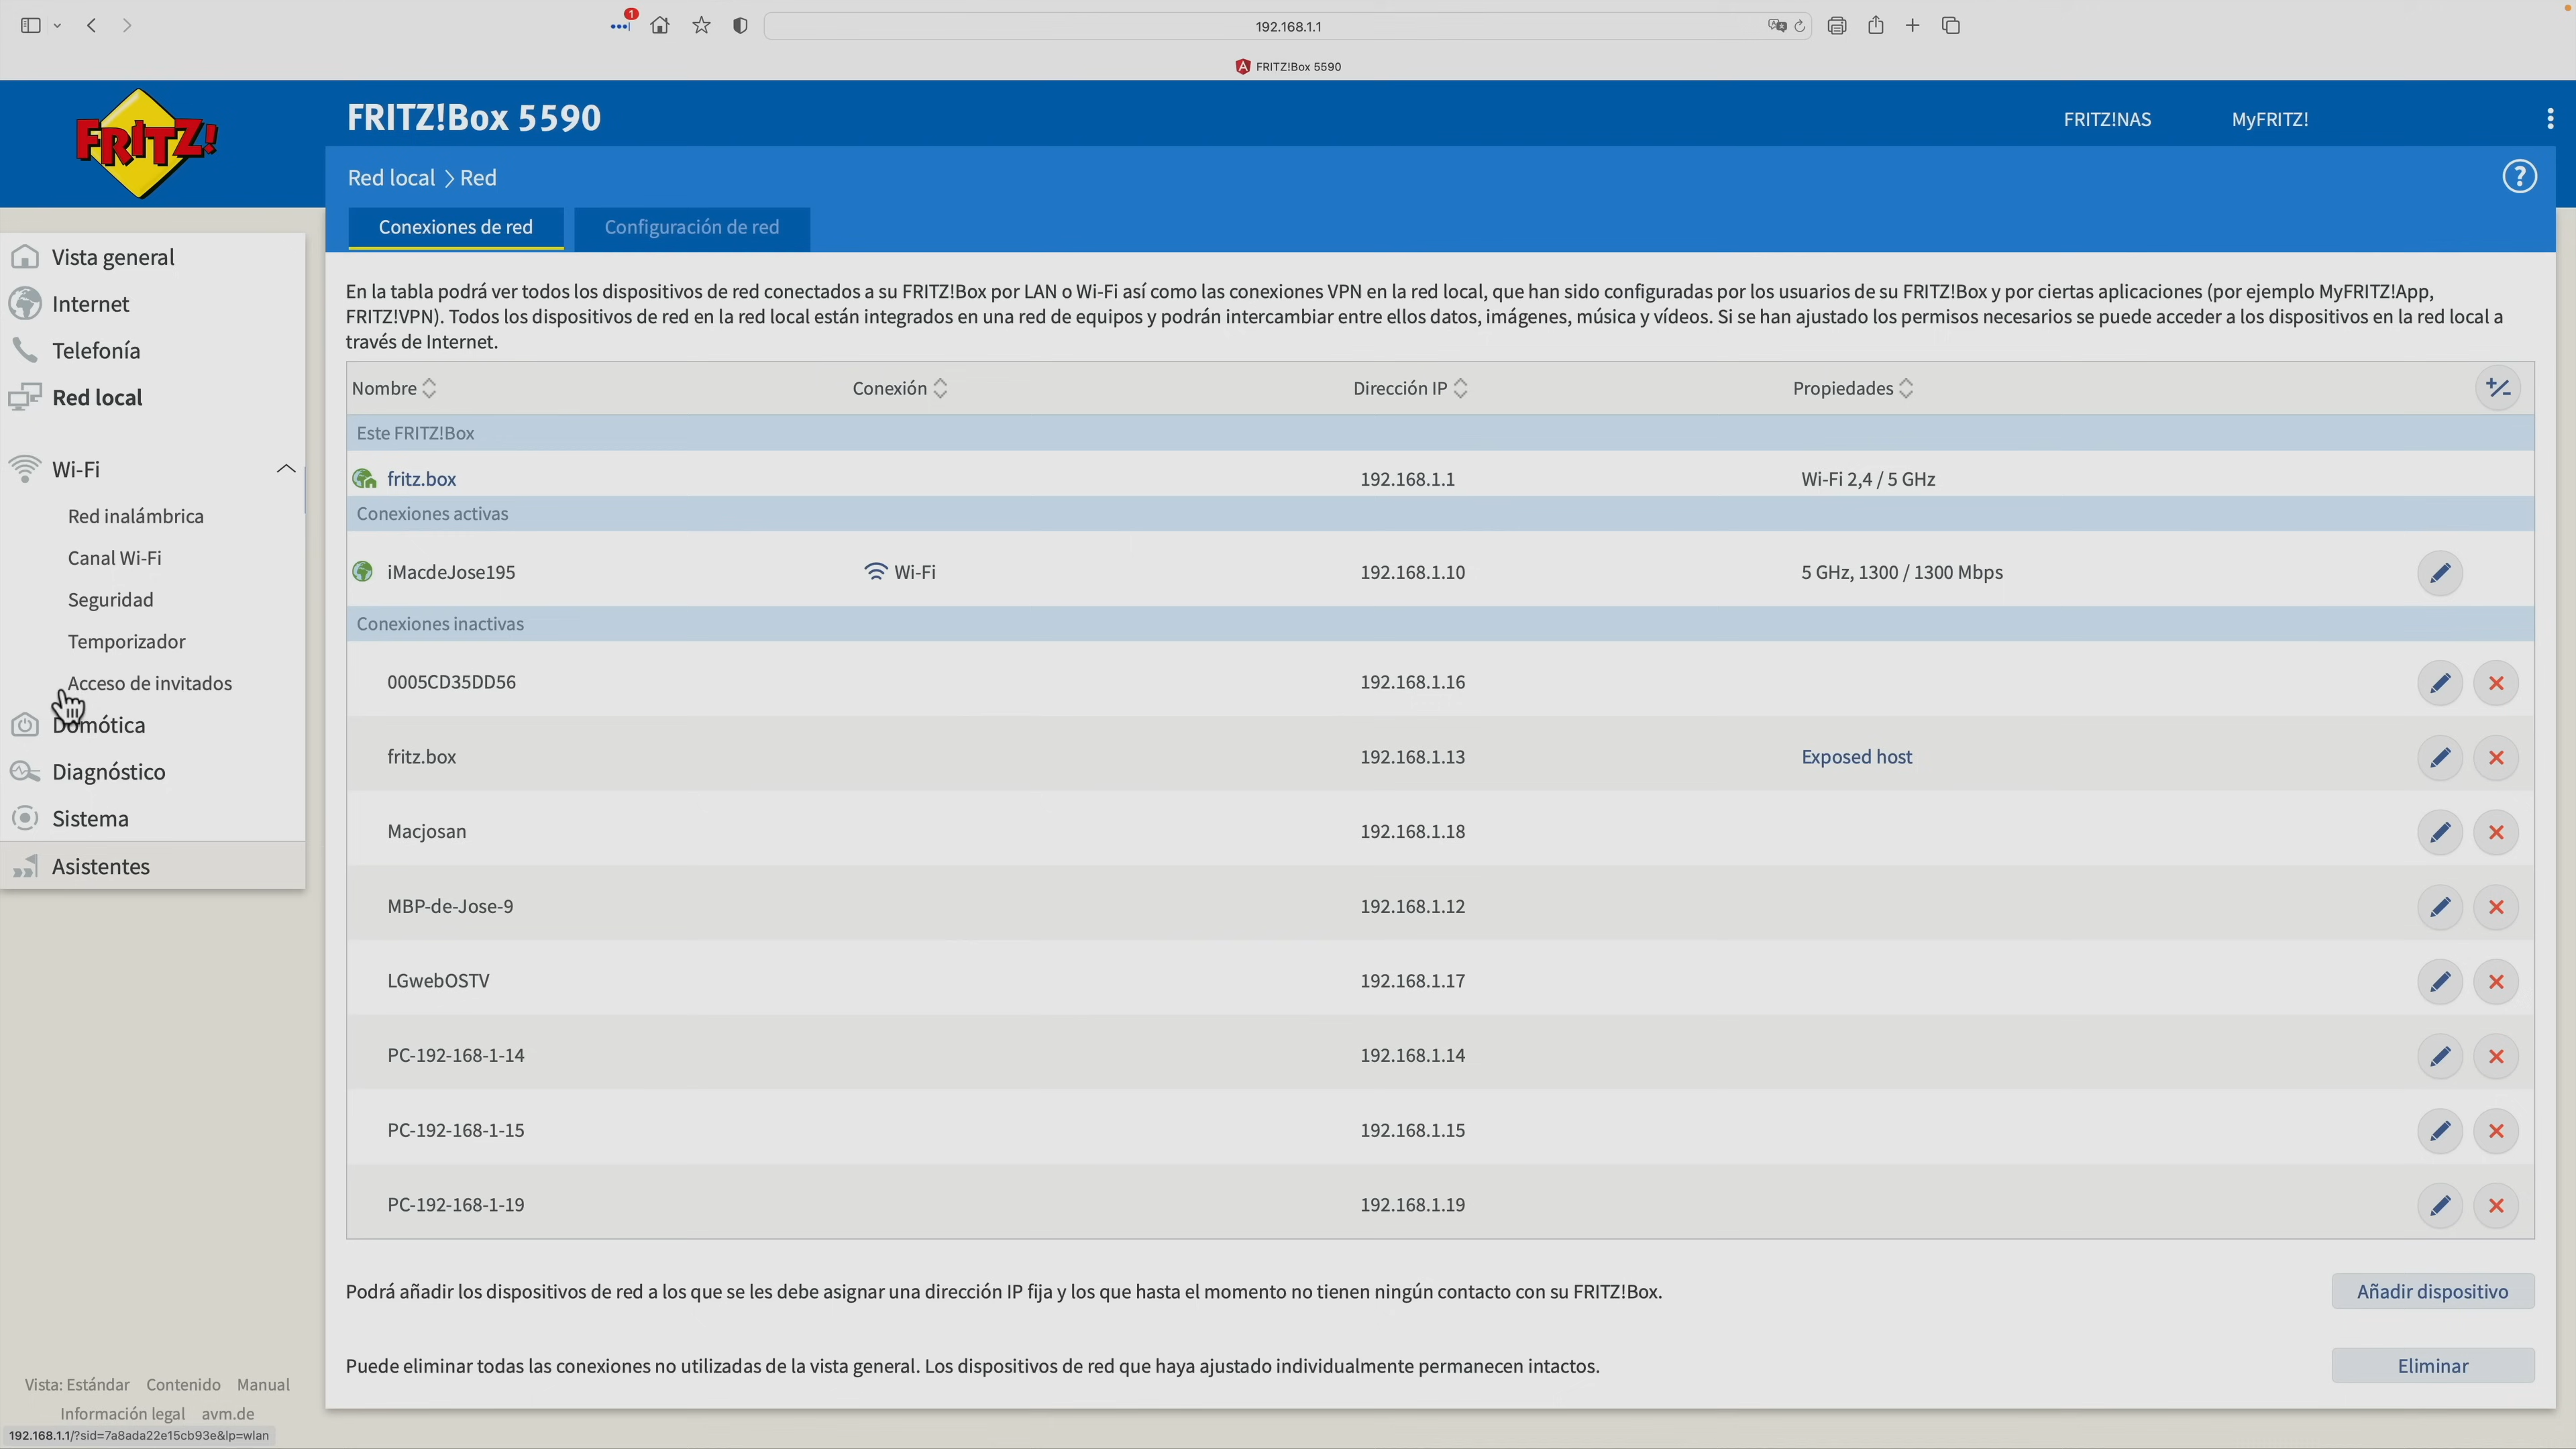 1
192.168.1.1
FRITZ!Box 5590
FRITZ!
FRITZ!Box 5590
FRITZ!NAS
MyFRITZ!
Red local > Red
?
Conexiones de red
Configuración de red
Vista general
Internet
Telefonía
Red local
Wi-Fi
Red inalámbrica
Canal Wi-Fi
Seguridad
Temporizador
Acceso de invitados
Domótica
Diagnóstico
Sistema
Asistentes
En la tabla podrá ver todos los dispositivos de red conectados a su FRITZ!Box por LAN o Wi-Fi así como las conexiones VPN en la red local, que han sido configuradas por los usuarios de su FRITZ!Box y por ciertas aplicaciones (por ejemplo MyFRITZ!App,
FRITZ!VPN). Todos los dispositivos de red en la red local están integrados en una red de equipos y podrán intercambiar entre ellos datos, imágenes, música y vídeos. Si se han ajustado los permisos necesarios se puede acceder a los dispositivos en la red local a
través de Internet.
Nombre Conexión Dirección IP Propiedades
Este FRITZ!Box
fritz.box 192.168.1.1 Wi-Fi 2,4 / 5 GHz
Conexiones activas
iMacdeJose195 Wi-Fi 192.168.1.10 5 GHz, 1300 / 1300 Mbps
Conexiones inactivas
0005CD35DD56 192.168.1.16
fritz.box 192.168.1.13 Exposed host
Macjosan 192.168.1.18
MBP-de-Jose-9 192.168.1.12
LGwebOSTV 192.168.1.17
PC-192-168-1-14 192.168.1.14
PC-192-168-1-15 192.168.1.15
PC-192-168-1-19 192.168.1.19
Podrá añadir los dispositivos de red a los que se les debe asignar una dirección IP fija y los que hasta el momento no tienen ningún contacto con su FRITZ!Box.
Añadir dispositivo
Puede eliminar todas las conexiones no utilizadas de la vista general. Los dispositivos de red que haya ajustado individualmente permanecen intactos.
Eliminar
Vista: Estándar Contenido Manual
Información legal avm.de
192.168.1.1/?sid=7a8ada22e15cb93e&lp=wlan